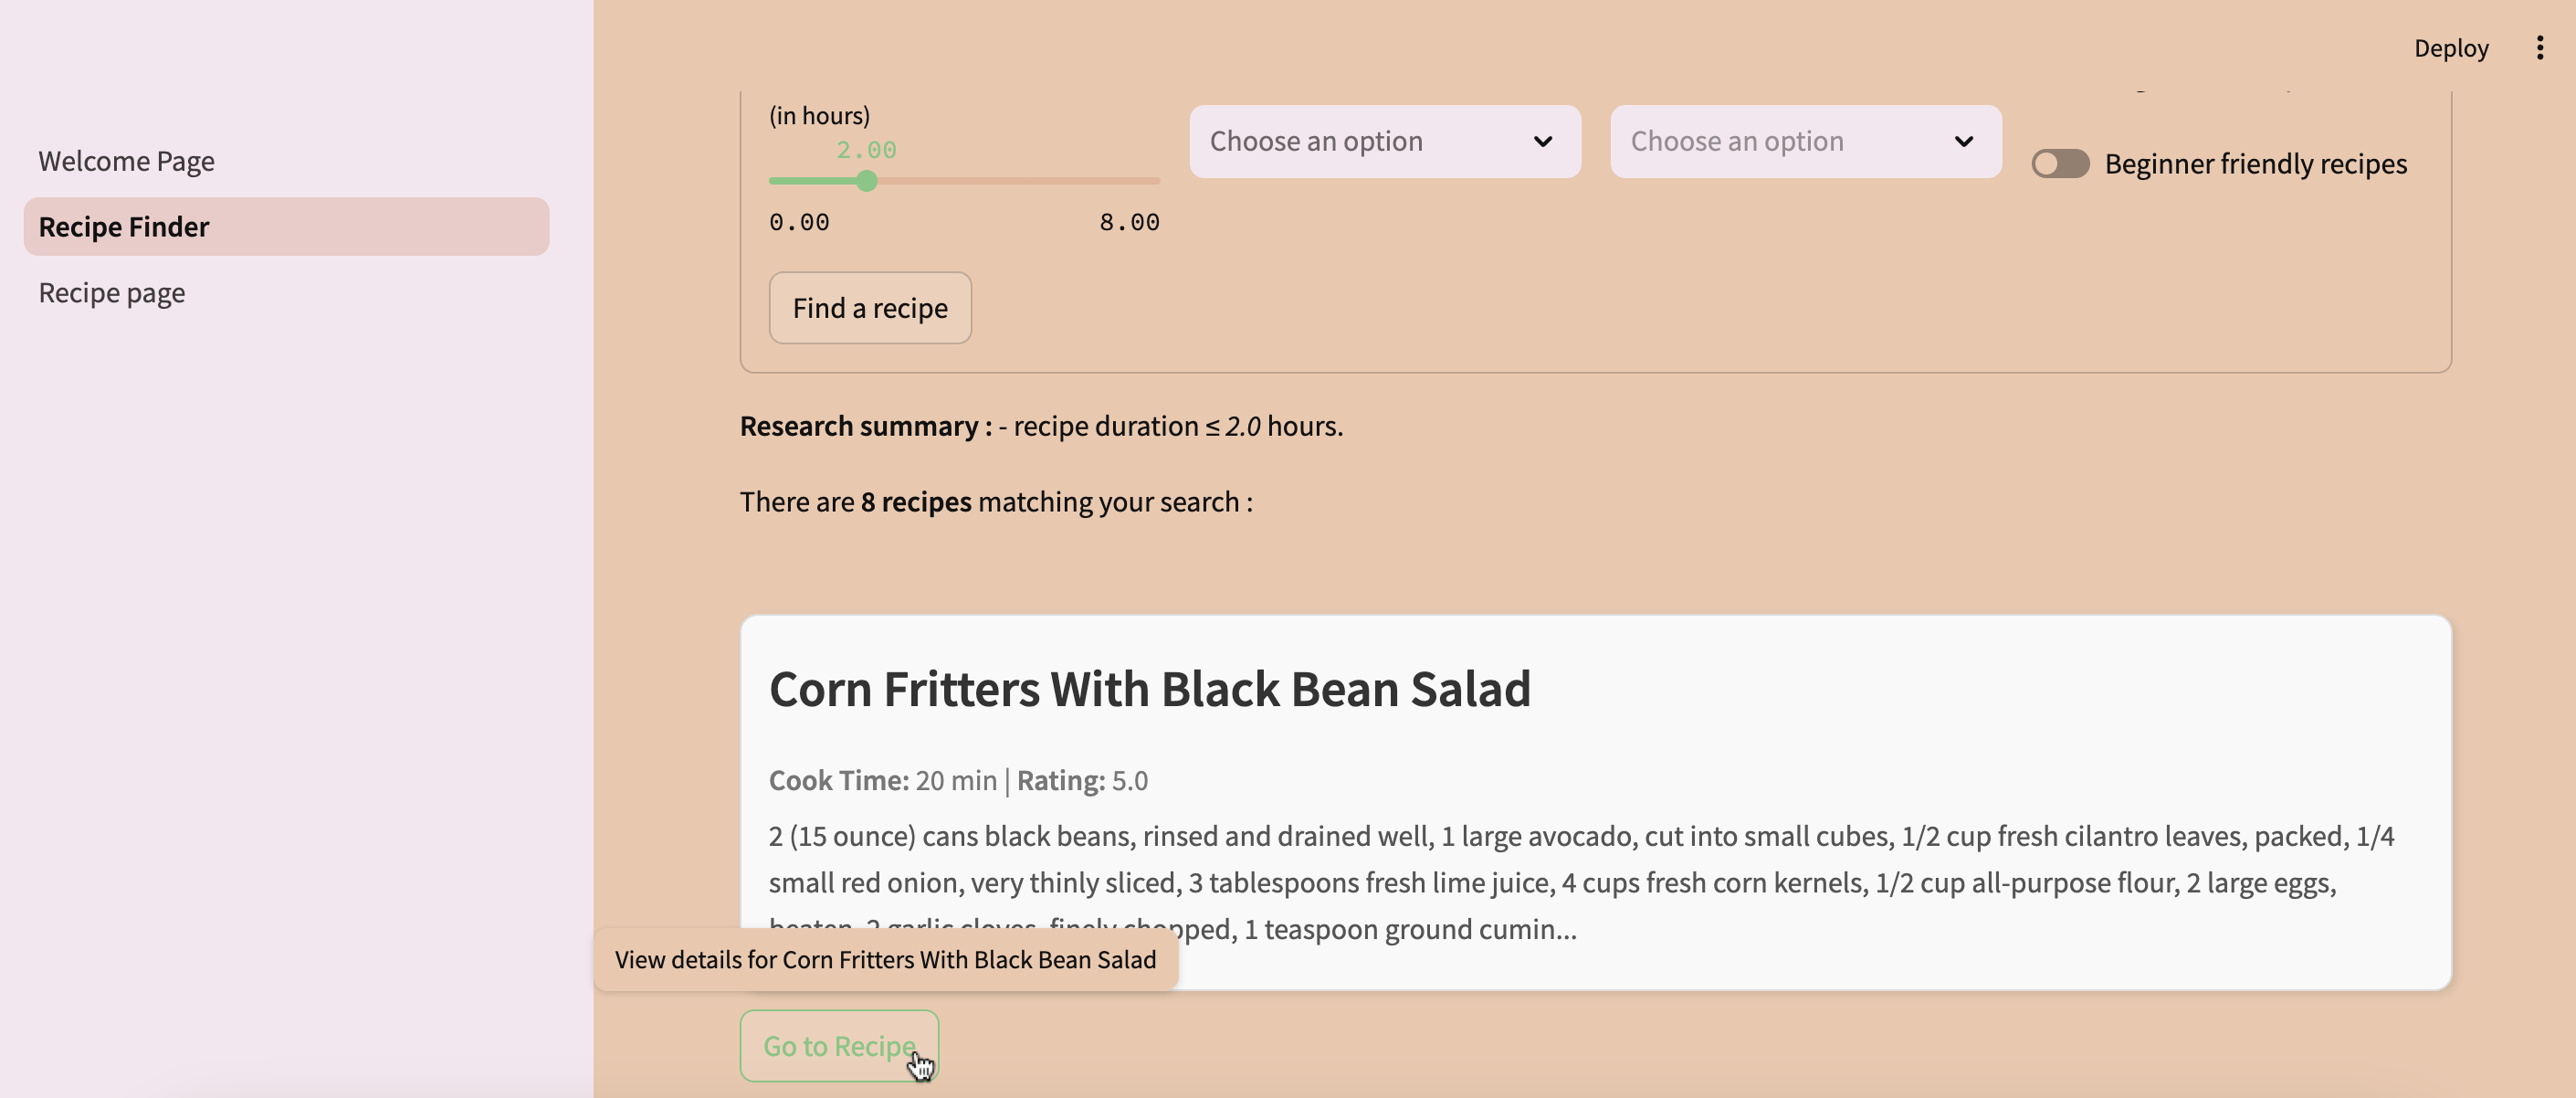 Deploy
Welcome Page
Recipe Finder
Recipe page
(in hours)
2.00
0.00 8.00
Choose an option
Choose an option
Beginner friendly recipes
Find a recipe
Research summary : - recipe duration ≤ 2.0 hours.
There are 8 recipes matching your search :
Corn Fritters With Black Bean Salad
Cook Time: 20 min | Rating: 5.0
2 (15 ounce) cans black beans, rinsed and drained well, 1 large avocado, cut into small cubes, 1/2 cup fresh cilantro leaves, packed, 1/4
small red onion, very thinly sliced, 3 tablespoons fresh lime juice, 4 cups fresh corn kernels, 1/2 cup all-purpose flour, 2 large eggs,
beaten, 2 garlic cloves, finely chopped, 1 teaspoon ground cumin...
View details for Corn Fritters With Black Bean Salad
Go to Recipe